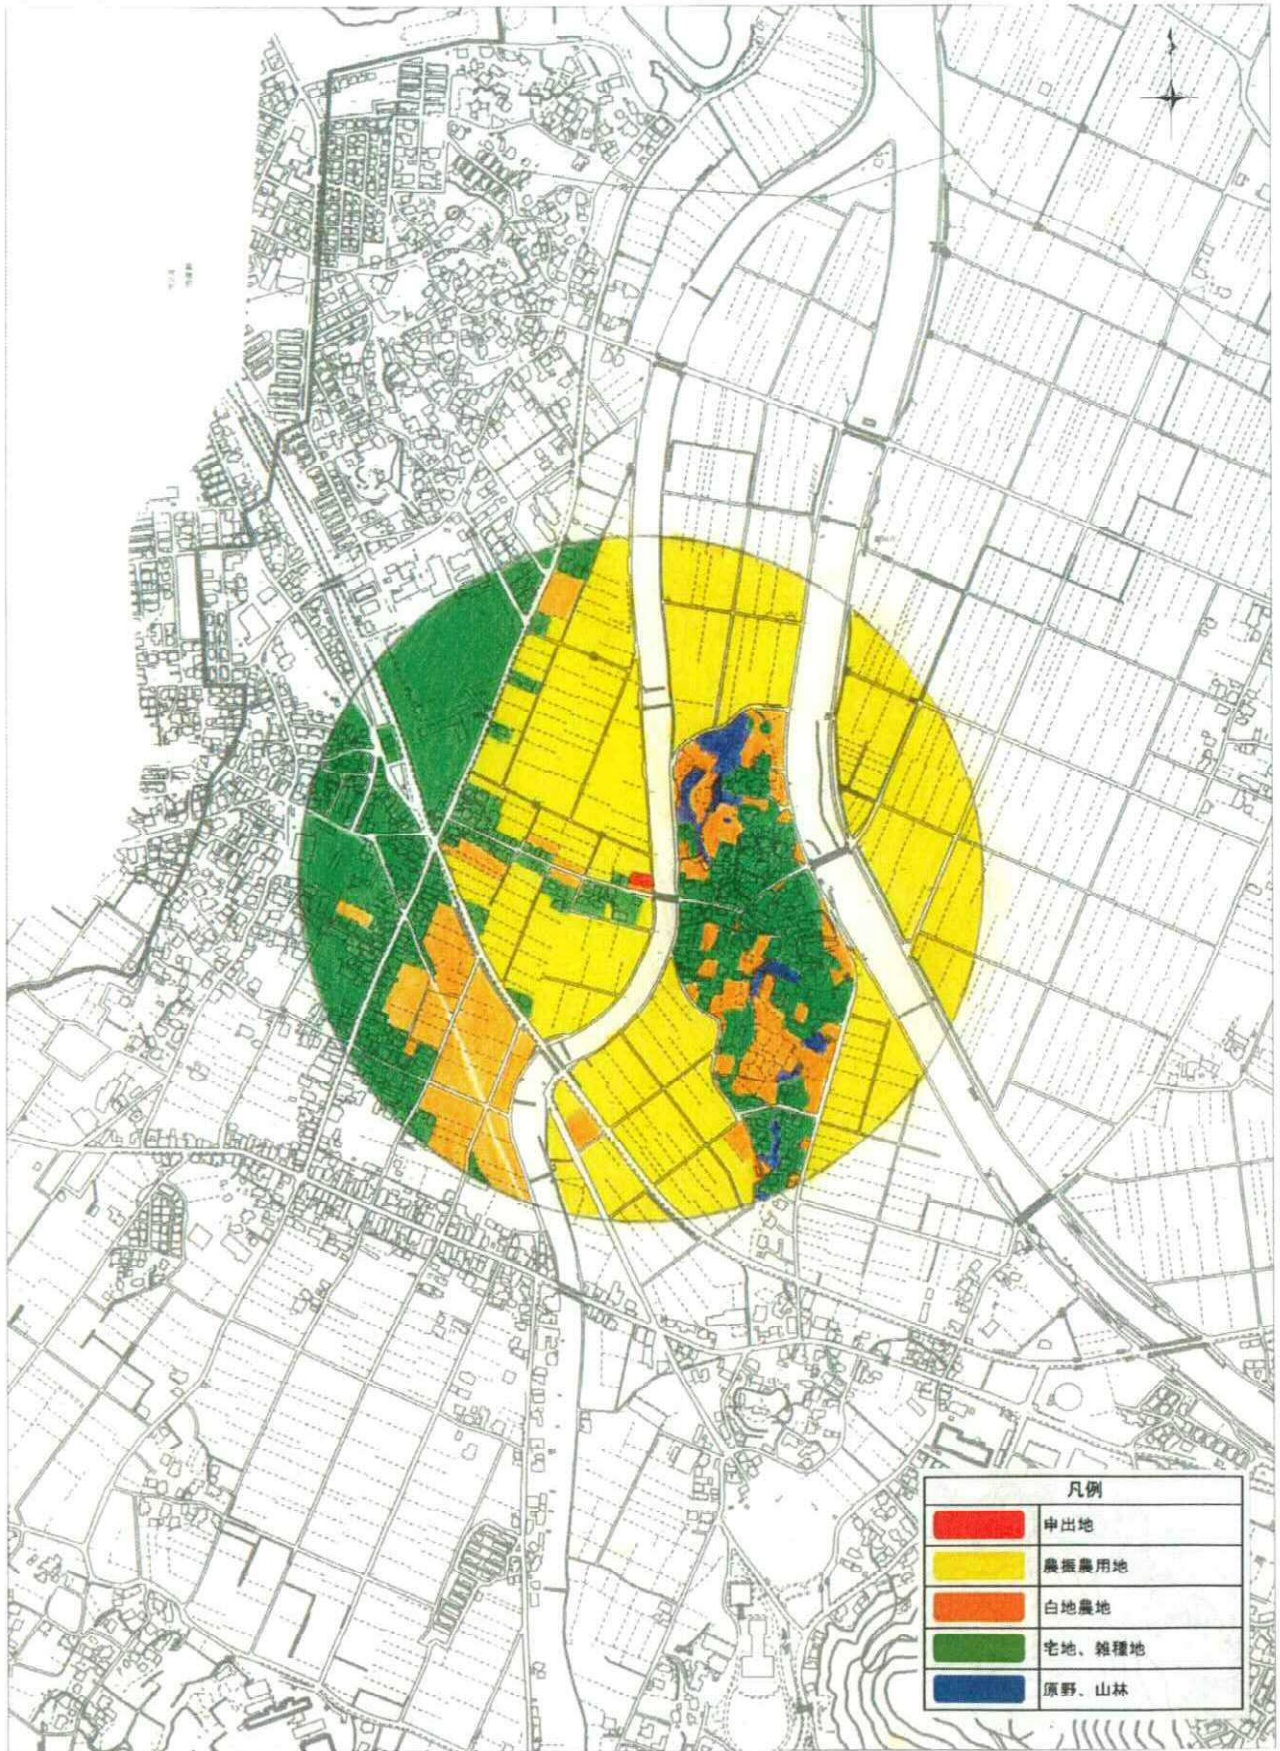 凡例
申出地
農振農用地
白地農地
宅地、雑種地
原野、山林